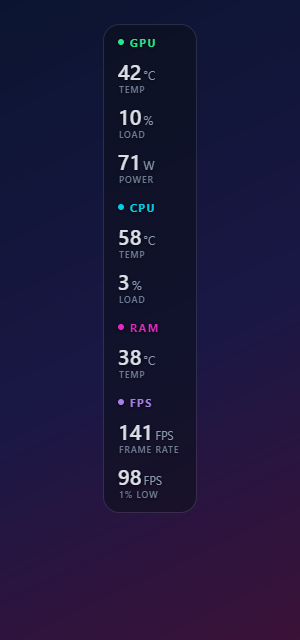 GPU
42°C
TEMP
10%
LOAD
71 W
POWER
CPU
58°C
TEMP
3%
LOAD
RAM
38°C
TEMP
FPS
141 FPS
FRAME RATE
98 FPS
1% LOW